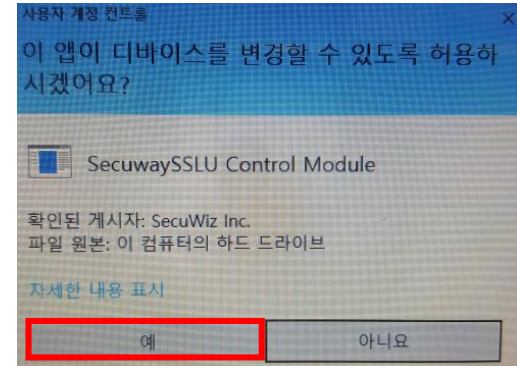 사용자 계정 컨트롤
이 앱이 디바이스를 변경할 수 있도록 허용하
시겠어요?
SecuwaySSLU Control Module
확인된 게시자: SecuWiz Inc.
파일 원본: 이 컴퓨터의 하드 드라이브
자세한 내용 표시
예
아니요